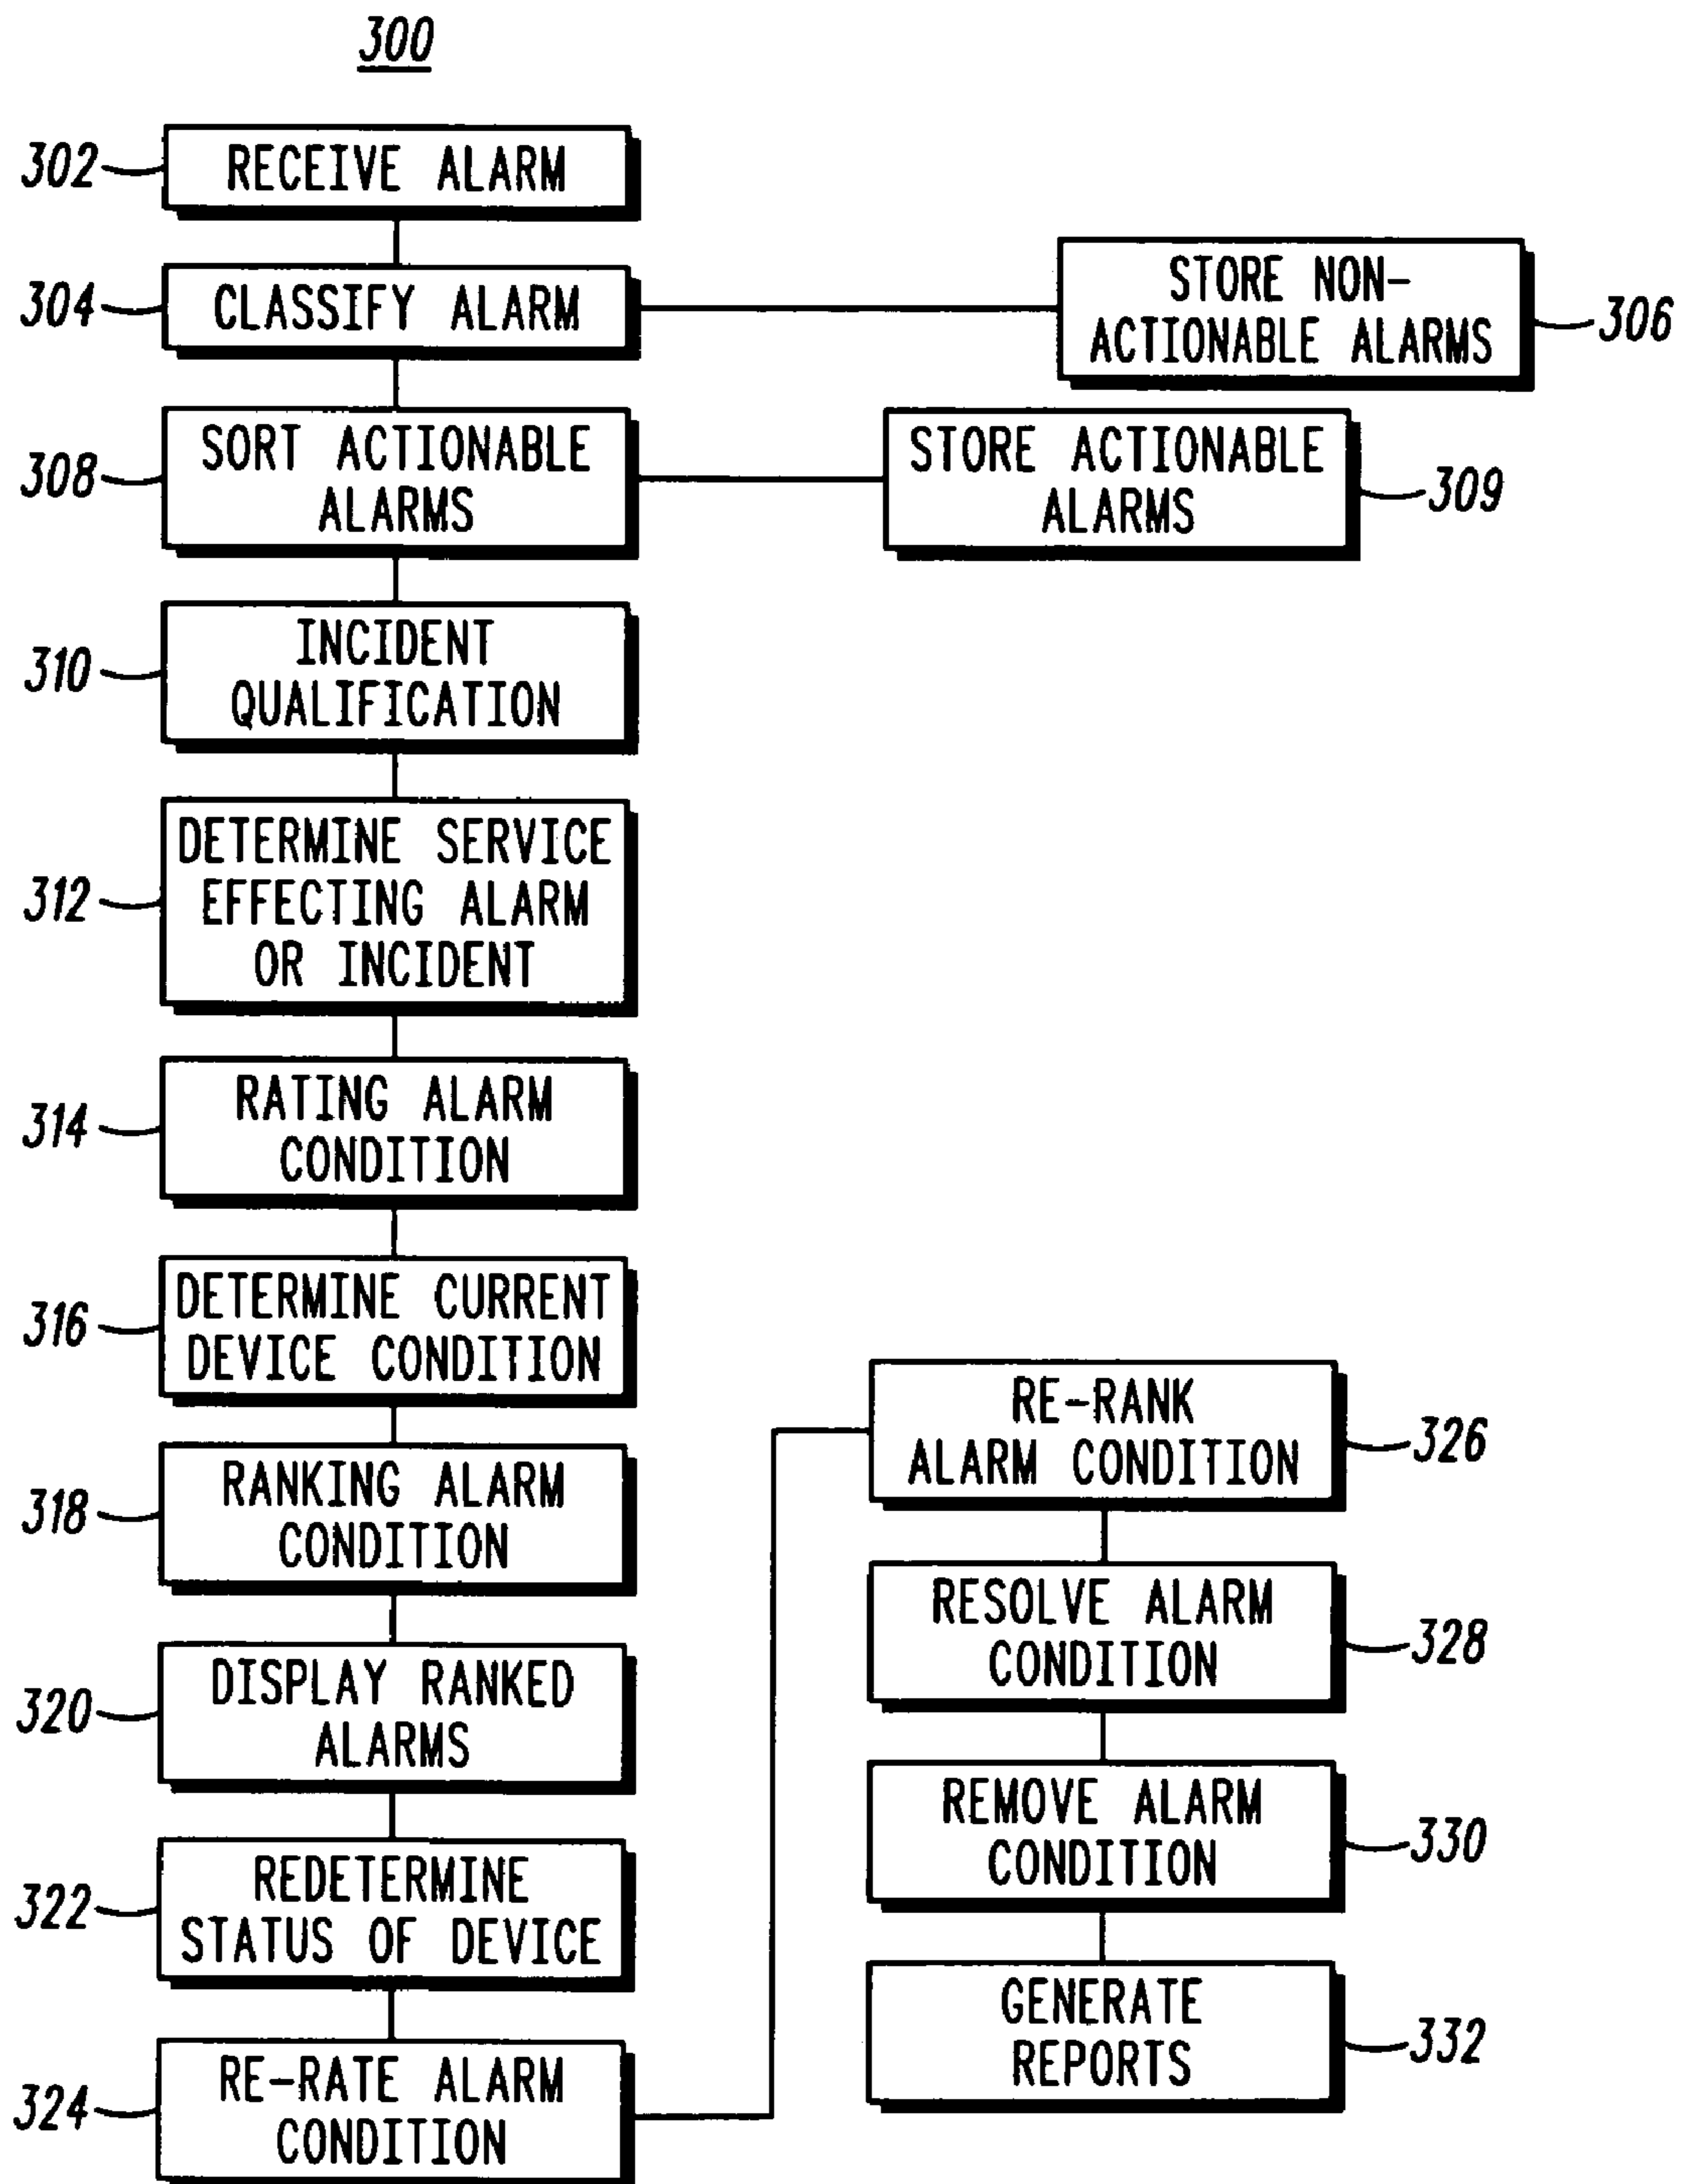 300
302
RECEIVE ALARM
304
CLASSIFY ALARM
STORE NON-
ACTIONABLE ALARMS
306
308
SORT ACTIONABLE
ALARMS
STORE ACTIONABLE
ALARMS
309
310
INCIDENT
QUALIFICATION
312
DETERMINE SERVICE
EFFECTING ALARM
OR INCIDENT
314
RATING ALARM
CONDITION
316
DETERMINE CURRENT
DEVICE CONDITION
318
RANKING ALARM
CONDITION
320
DISPLAY RANKED
ALARMS
322
REDETERMINE
STATUS OF DEVICE
324
RE-RATE ALARM
CONDITION
RE-RANK
ALARM CONDITION
326
RESOLVE ALARM
CONDITION
328
REMOVE ALARM
CONDITION
330
GENERATE
REPORTS
332